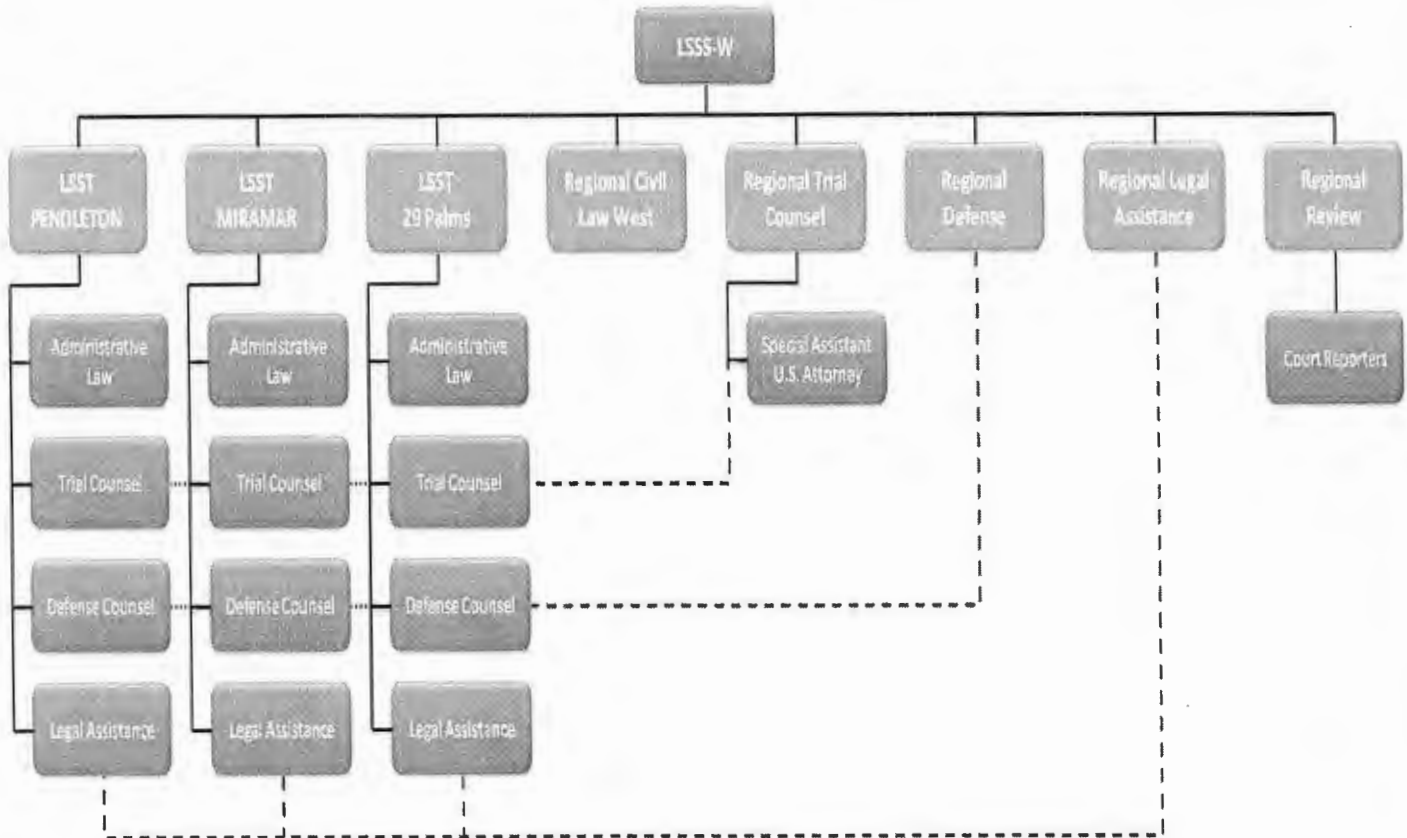 LSSS-W
LSST
PENDLETON
LSST
MIRAMAR
LSST
29 Palms
Regional Civil
Law West
Regional Trial
Counsel
Regional
Defense
Regional Legal
Assistance
Regional
Review
Administrative
Law
Administrative
Law
Administrative
Law
Special Assistant
U.S. Attorney
Court Reporters
Trial Counsel
Trial Counsel
Trial Counsel
Defense Counsel
Defense Counsel
Defense Counsel
Legal Assistance
Legal Assistance
Legal Assistance